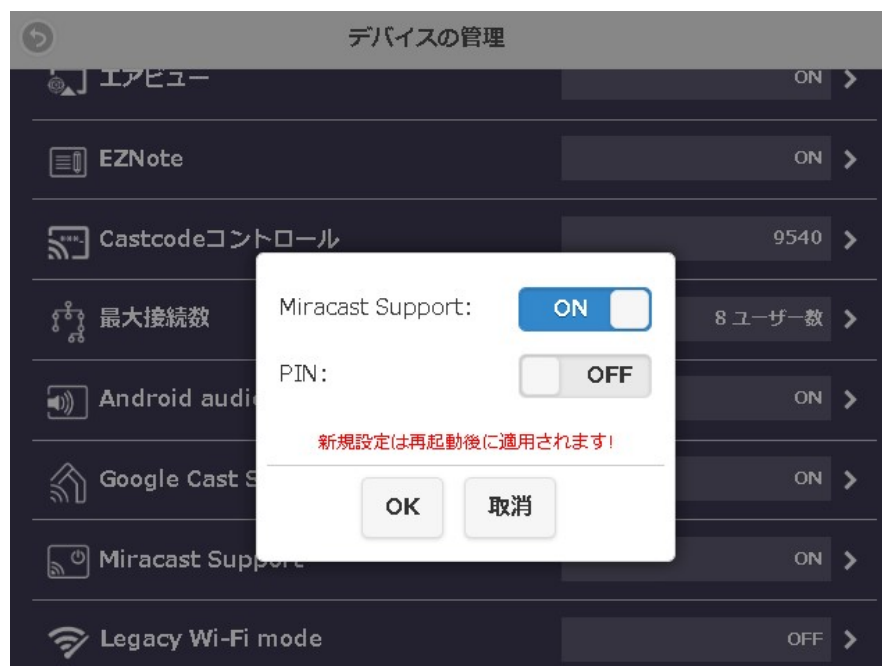 デバイスの管理
エアビュー ON
EZNote ON
Castcodeコントロール 9540
最大接続数 8 ユーザー数
Android audi ON
Google Cast S ON
Miracast Support ON
Legacy Wi-Fi mode OFF
Miracast Support: ON
PIN: OFF
新規設定は再起動後に適用されます!
OK 取消